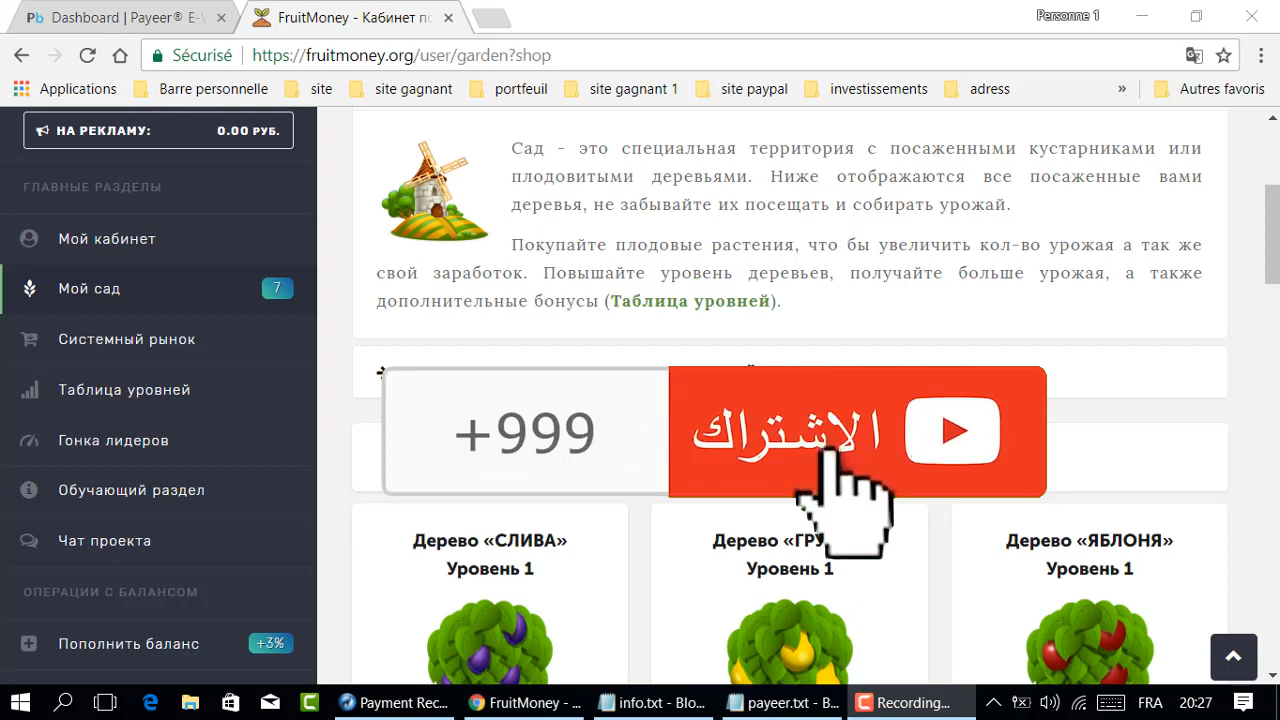 Dashboard | Payeer® E-
FruitMoney - Кабинет по
Personne 1
Sécurisé
https://fruitmoney.org/user/garden?shop
Applications
Barre personnelle
site
site gagnant
portfeuil
site gagnant 1
site paypal
investissements
adress
»
Autres favoris
НА РЕКЛАМУ: 0.00 РУБ.
ГЛАВНЫЕ РАЗДЕЛЫ
Мой кабинет
Мой сад 7
Системный рынок
Таблица уровней
Гонка лидеров
Обучающий раздел
Чат проекта
ОПЕРАЦИИ С БАЛАНСОМ
Пополнить баланс +3%
Сад - это специальная территория с посаженными кустарниками или
плодовитыми деревьями. Ниже отображаются все посаженные вами
деревья, не забывайте их посещать и собирать урожай.
Покупайте плодовые растения, что бы увеличить кол-во урожая а так же
свой заработок. Повышайте уровень деревьев, получайте больше урожая, а также
дополнительные бонусы (Таблица уровней).
+999
الاشتراك
Дерево «СЛИВА»
Уровень 1
Дерево «ГРУ
Уровень 1
Дерево «ЯБЛОНЯ»
Уровень 1
Payment Rec...
FruitMoney - ...
info.txt - Blo...
payeer.txt - B...
Recording...
FRA
20:27